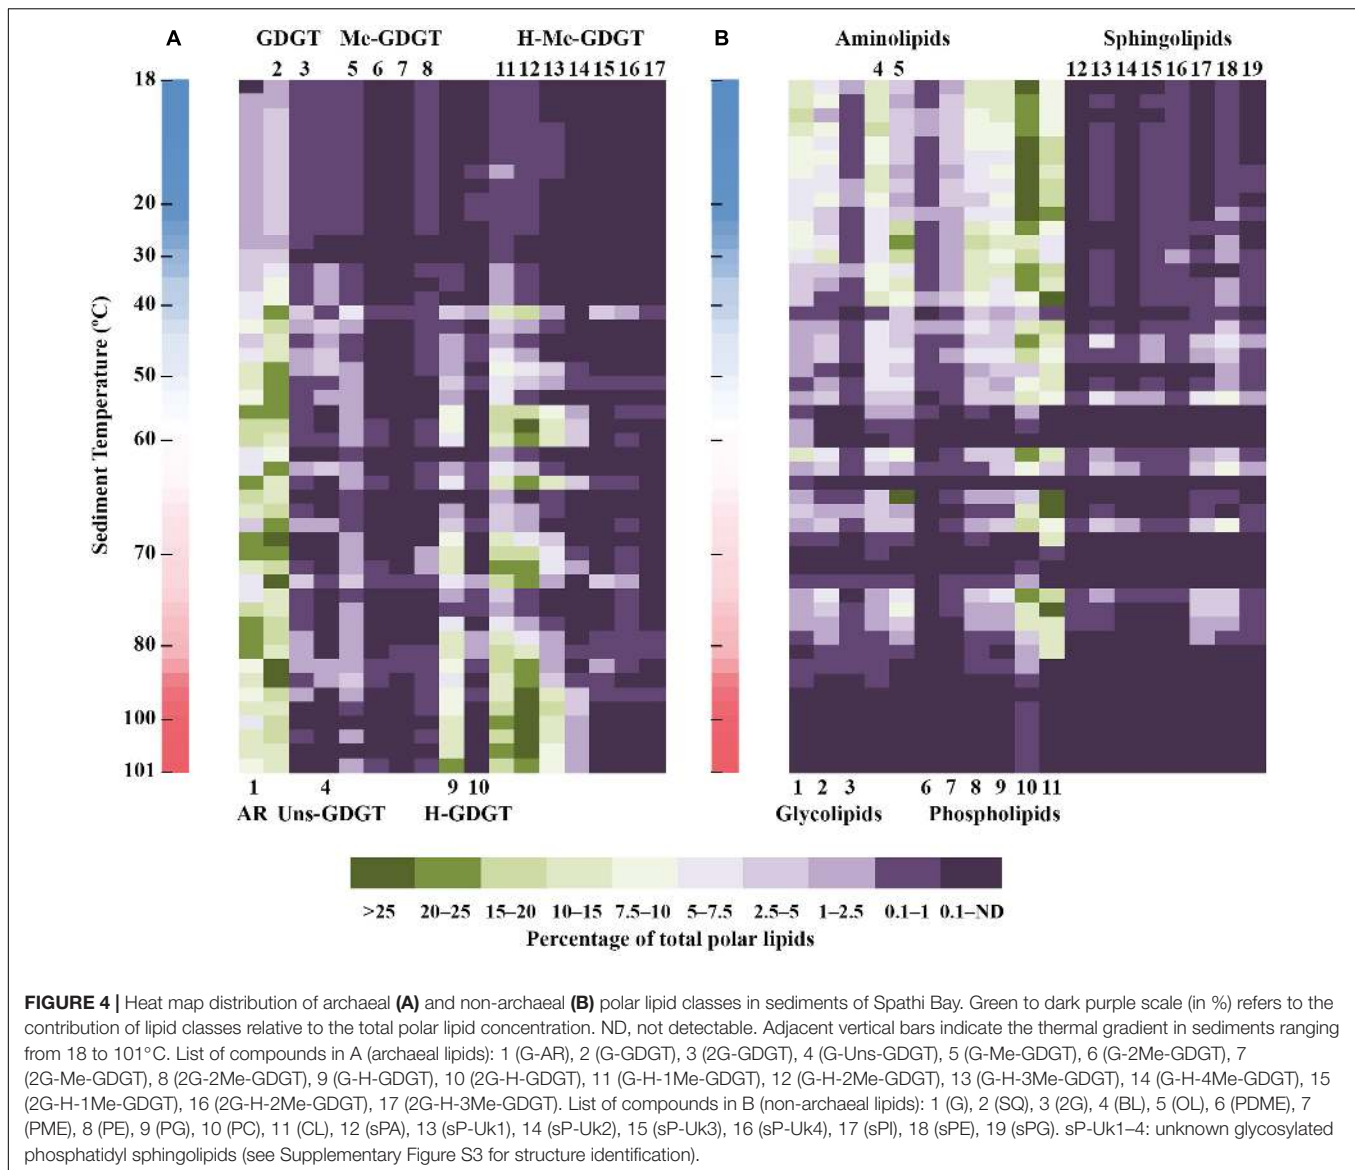 A
GDGT Me-GDGT H-Me-GDGT
2 3 5 6 7 8 11 12 13 14 15 16 17
B
Aminolipids Sphingolipids
4 5 12 13 14 15 16 17 18 19
Sediment Temperature (°C)
18
20
30
40
50
60
70
80
100
101
1 4 9 10
AR Uns-GDGT H-GDGT
1 2 3 6 7 8 9 10 11
Glycolipids Phospholipids
>25 20–25 15–20 10–15 7.5–10 5–7.5 2.5–5 1–2.5 0.1–1 0.1–ND
Percentage of total polar lipids
FIGURE 4 | Heat map distribution of archaeal (A) and non-archaeal (B) polar lipid classes in sediments of Spathi Bay. Green to dark purple scale (in %) refers to the
contribution of lipid classes relative to the total polar lipid concentration. ND, not detectable. Adjacent vertical bars indicate the thermal gradient in sediments ranging
from 18 to 101°C. List of compounds in A (archaeal lipids): 1 (G-AR), 2 (G-GDGT), 3 (2G-GDGT), 4 (G-Uns-GDGT), 5 (G-Me-GDGT), 6 (G-2Me-GDGT), 7
(2G-Me-GDGT), 8 (2G-2Me-GDGT), 9 (G-H-GDGT), 10 (2G-H-GDGT), 11 (G-H-1Me-GDGT), 12 (G-H-2Me-GDGT), 13 (G-H-3Me-GDGT), 14 (G-H-4Me-GDGT), 15
(2G-H-1Me-GDGT), 16 (2G-H-2Me-GDGT), 17 (2G-H-3Me-GDGT). List of compounds in B (non-archaeal lipids): 1 (G), 2 (SQ), 3 (2G), 4 (BL), 5 (OL), 6 (PDME), 7
(PME), 8 (PE), 9 (PG), 10 (PC), 11 (CL), 12 (sPA), 13 (sP-Uk1), 14 (sP-Uk2), 15 (sP-Uk3), 16 (sP-Uk4), 17 (sPI), 18 (sPE), 19 (sPG). sP-Uk1–4: unknown glycosylated
phosphatidyl sphingolipids (see Supplementary Figure S3 for structure identification).